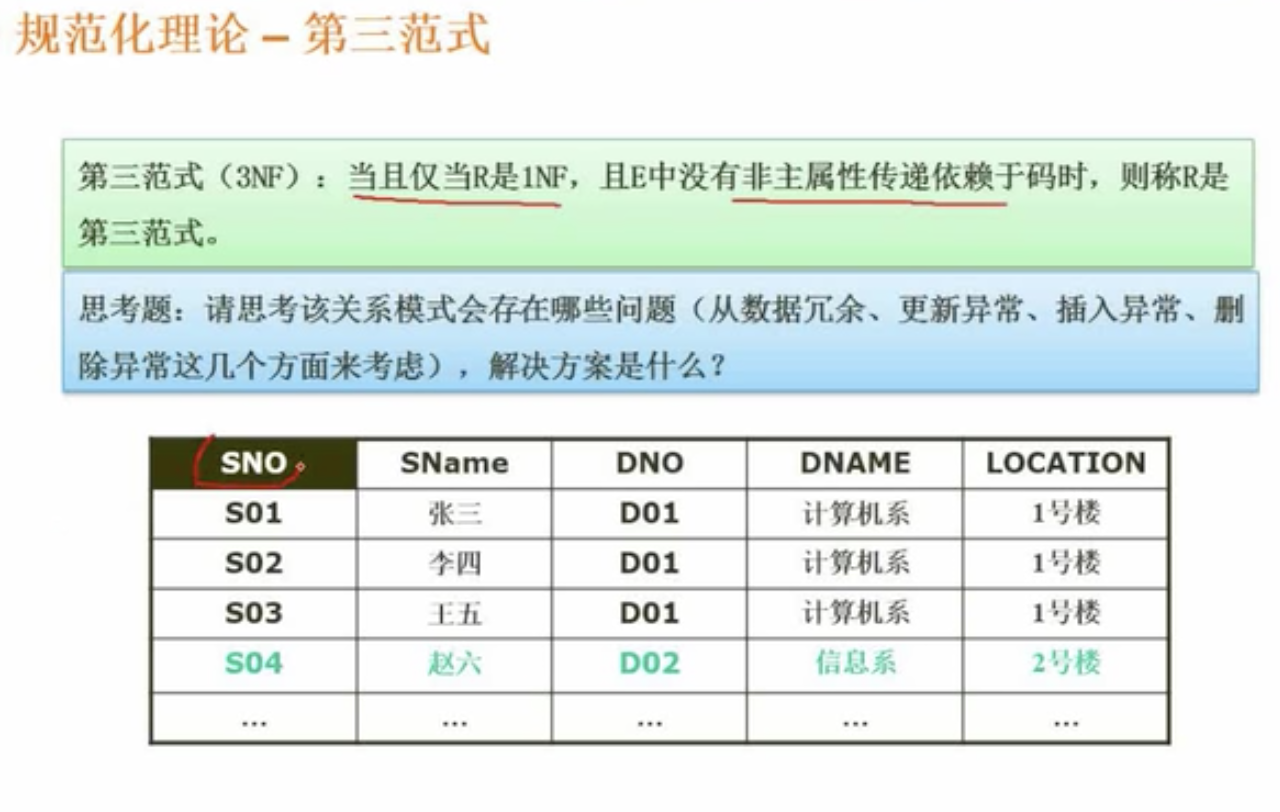 规范化理论 – 第三范式
第三范式（3NF）：当且仅当R是1NF，且E中没有非主属性传递依赖于码时，则称R是
第三范式。
思考题：请思考该关系模式会存在哪些问题（从数据冗余、更新异常、插入异常、删
除异常这几个方面来考虑），解决方案是什么？
SNO SName DNO DNAME LOCATION
S01 张三 D01 计算机系 1号楼
S02 李四 D01 计算机系 1号楼
S03 王五 D01 计算机系 1号楼
S04 赵六 D02 信息系 2号楼
... ... ... ... ...